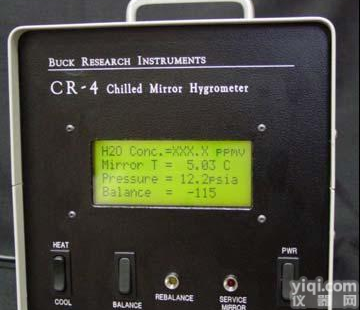 BUCK RESEARCH INSTRUMENTS
CR-4 Chilled Mirror Hygrometer
H2O Conc.=XXX.X PPMV
Mirror T = 5.03 C
Pressure = 12.2psia
Balance = -115
HEAT
COOL
BALANCE
REBALANCE
SERVICE
MIRROR
PWR
yiqi.com
仪器网